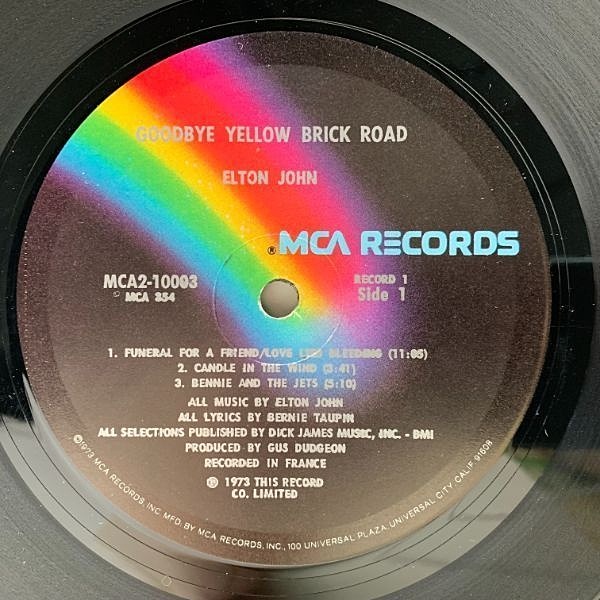 GOODBYE YELLOW BRICK ROAD
ELTON JOHN
® MCA RECORDS
MCA2-10003
© MCA 354
RECORD 1
Side 1
1. FUNERAL FOR A FRIEND/LOVE LIES BLEEDING (11:05)
2. CANDLE IN THE WIND (3:41)
3. BENNIE AND THE JETS (5:10)
ALL MUSIC BY ELTON JOHN
ALL LYRICS BY BERNIE TAUPIN
ALL SELECTIONS PUBLISHED BY DICK JAMES MUSIC, INC. - BMI
PRODUCED BY GUS DUDGEON
RECORDED IN FRANCE
℗ 1973 THIS RECORD
CO. LIMITED
©1973 MCA RECORDS, INC. MFD. BY MCA RECORDS, INC., 100 UNIVERSAL PLAZA, UNIVERSAL CITY, CALIF. 91608